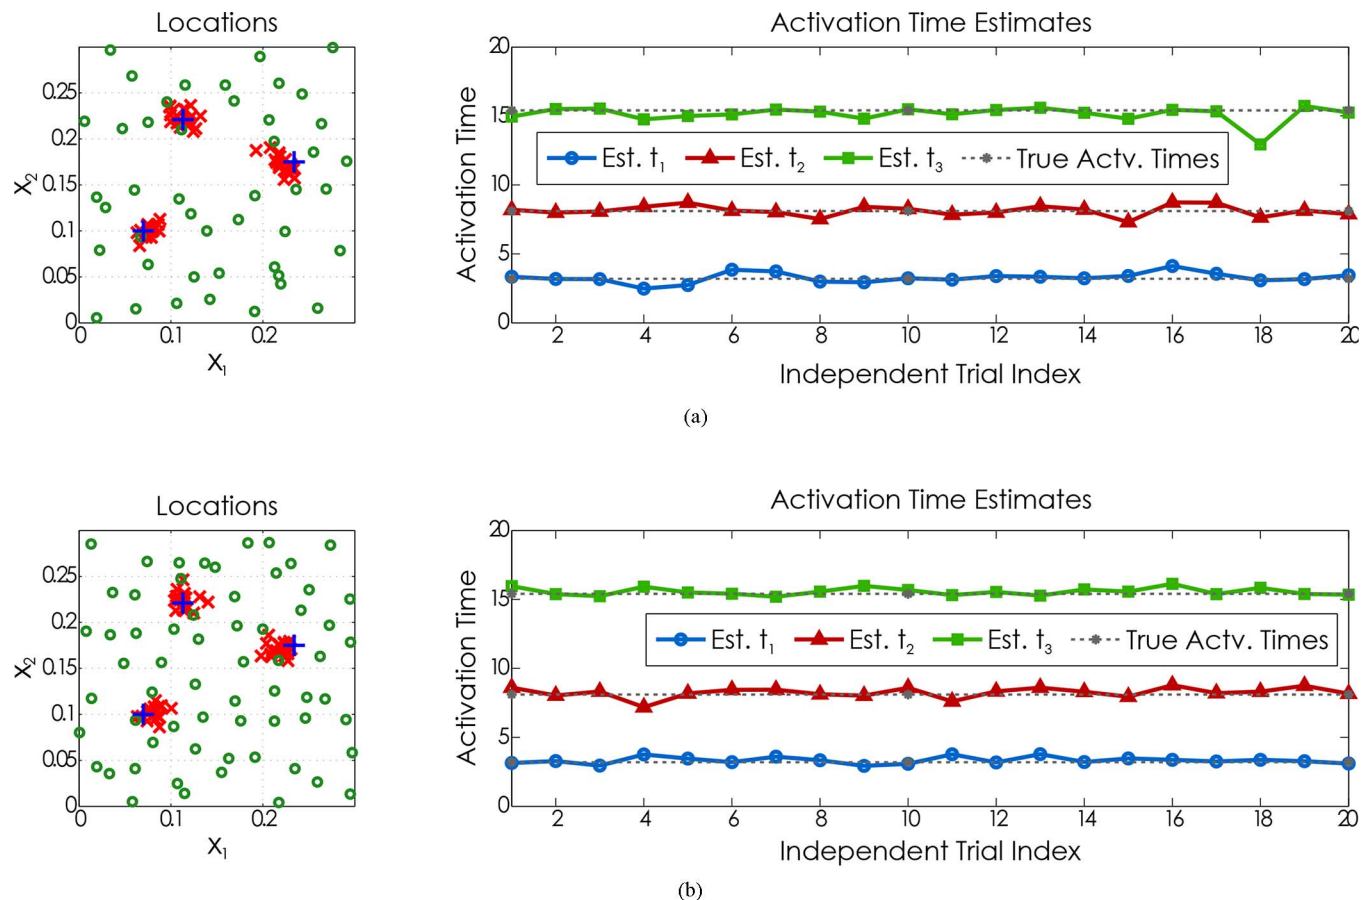 Locations
X2
0.25
0.2
0.15
0.1
0.05
0
0 0.1 0.2
X1
Activation Time Estimates
Activation Time
20
15
10
5
0
Est. t1 Est. t2 Est. t3 True Actv. Times
2 4 6 8 10 12 14 16 18 20
Independent Trial Index
(a)
Locations
X2
0.25
0.2
0.15
0.1
0.05
0
0 0.1 0.2
X1
Activation Time Estimates
Activation Time
20
15
10
5
0
Est. t1 Est. t2 Est. t3 True Actv. Times
2 4 6 8 10 12 14 16 18 20
Independent Trial Index
(b)